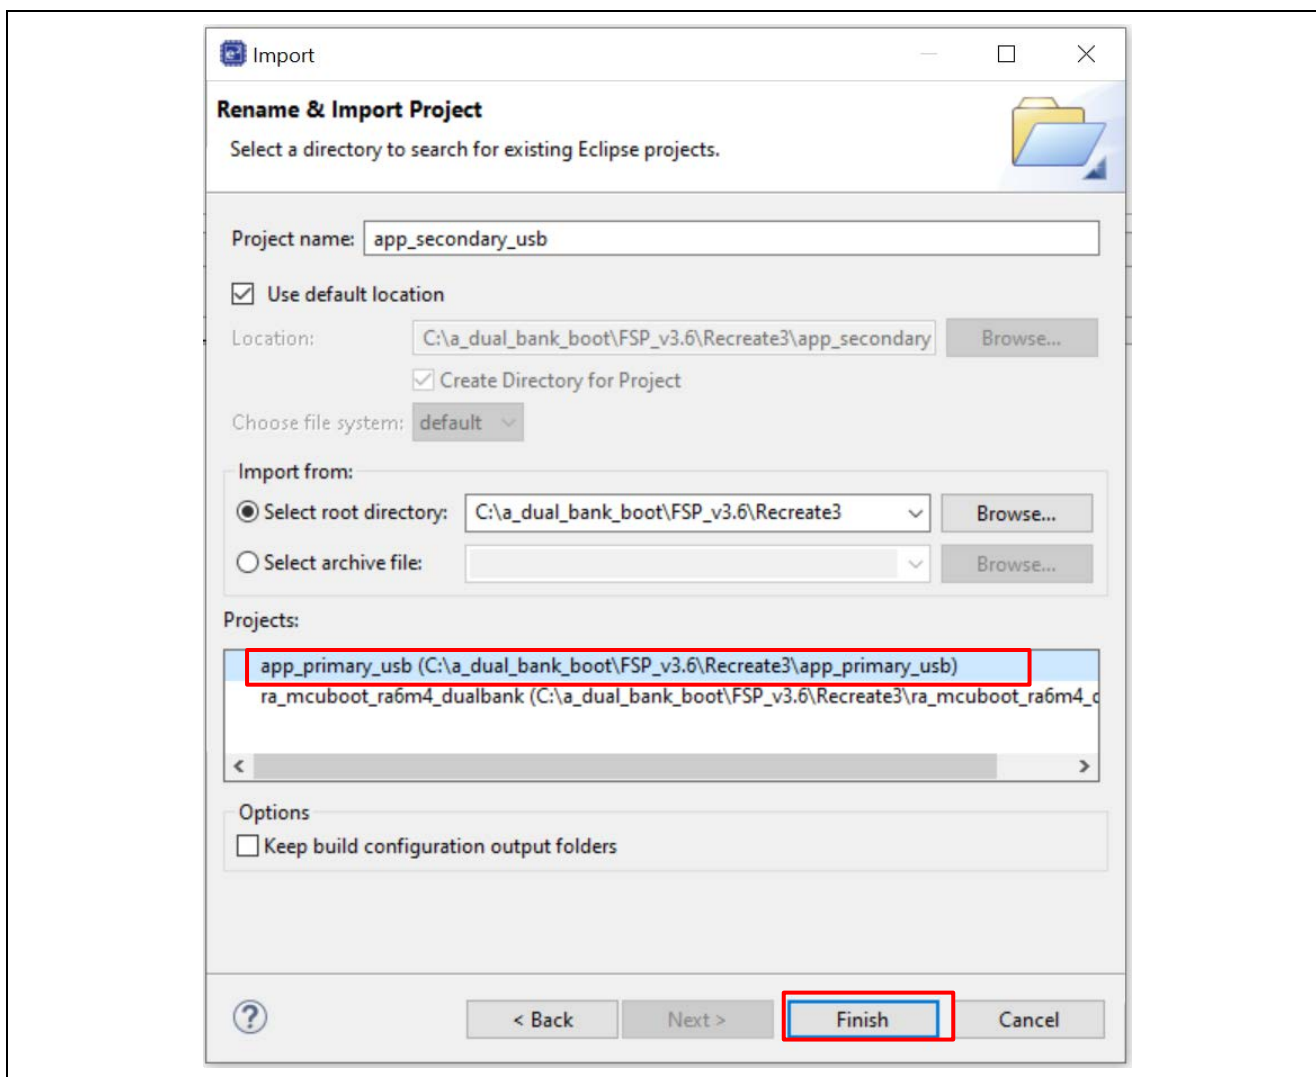 Import
Rename & Import Project
Select a directory to search for existing Eclipse projects.
Project name: app_secondary_usb
Use default location
Location: C:\a_dual_bank_boot\FSP_v3.6\Recreate3\app_secondary Browse...
Create Directory for Project
Choose file system: default
Import from:
Select root directory: C:\a_dual_bank_boot\FSP_v3.6\Recreate3 Browse...
Select archive file: Browse...
Projects:
app_primary_usb (C:\a_dual_bank_boot\FSP_v3.6\Recreate3\app_primary_usb)
ra_mcuboot_ra6m4_dualbank (C:\a_dual_bank_boot\FSP_v3.6\Recreate3\ra_mcuboot_ra6m4_d
Options
Keep build configuration output folders
? < Back Next > Finish Cancel